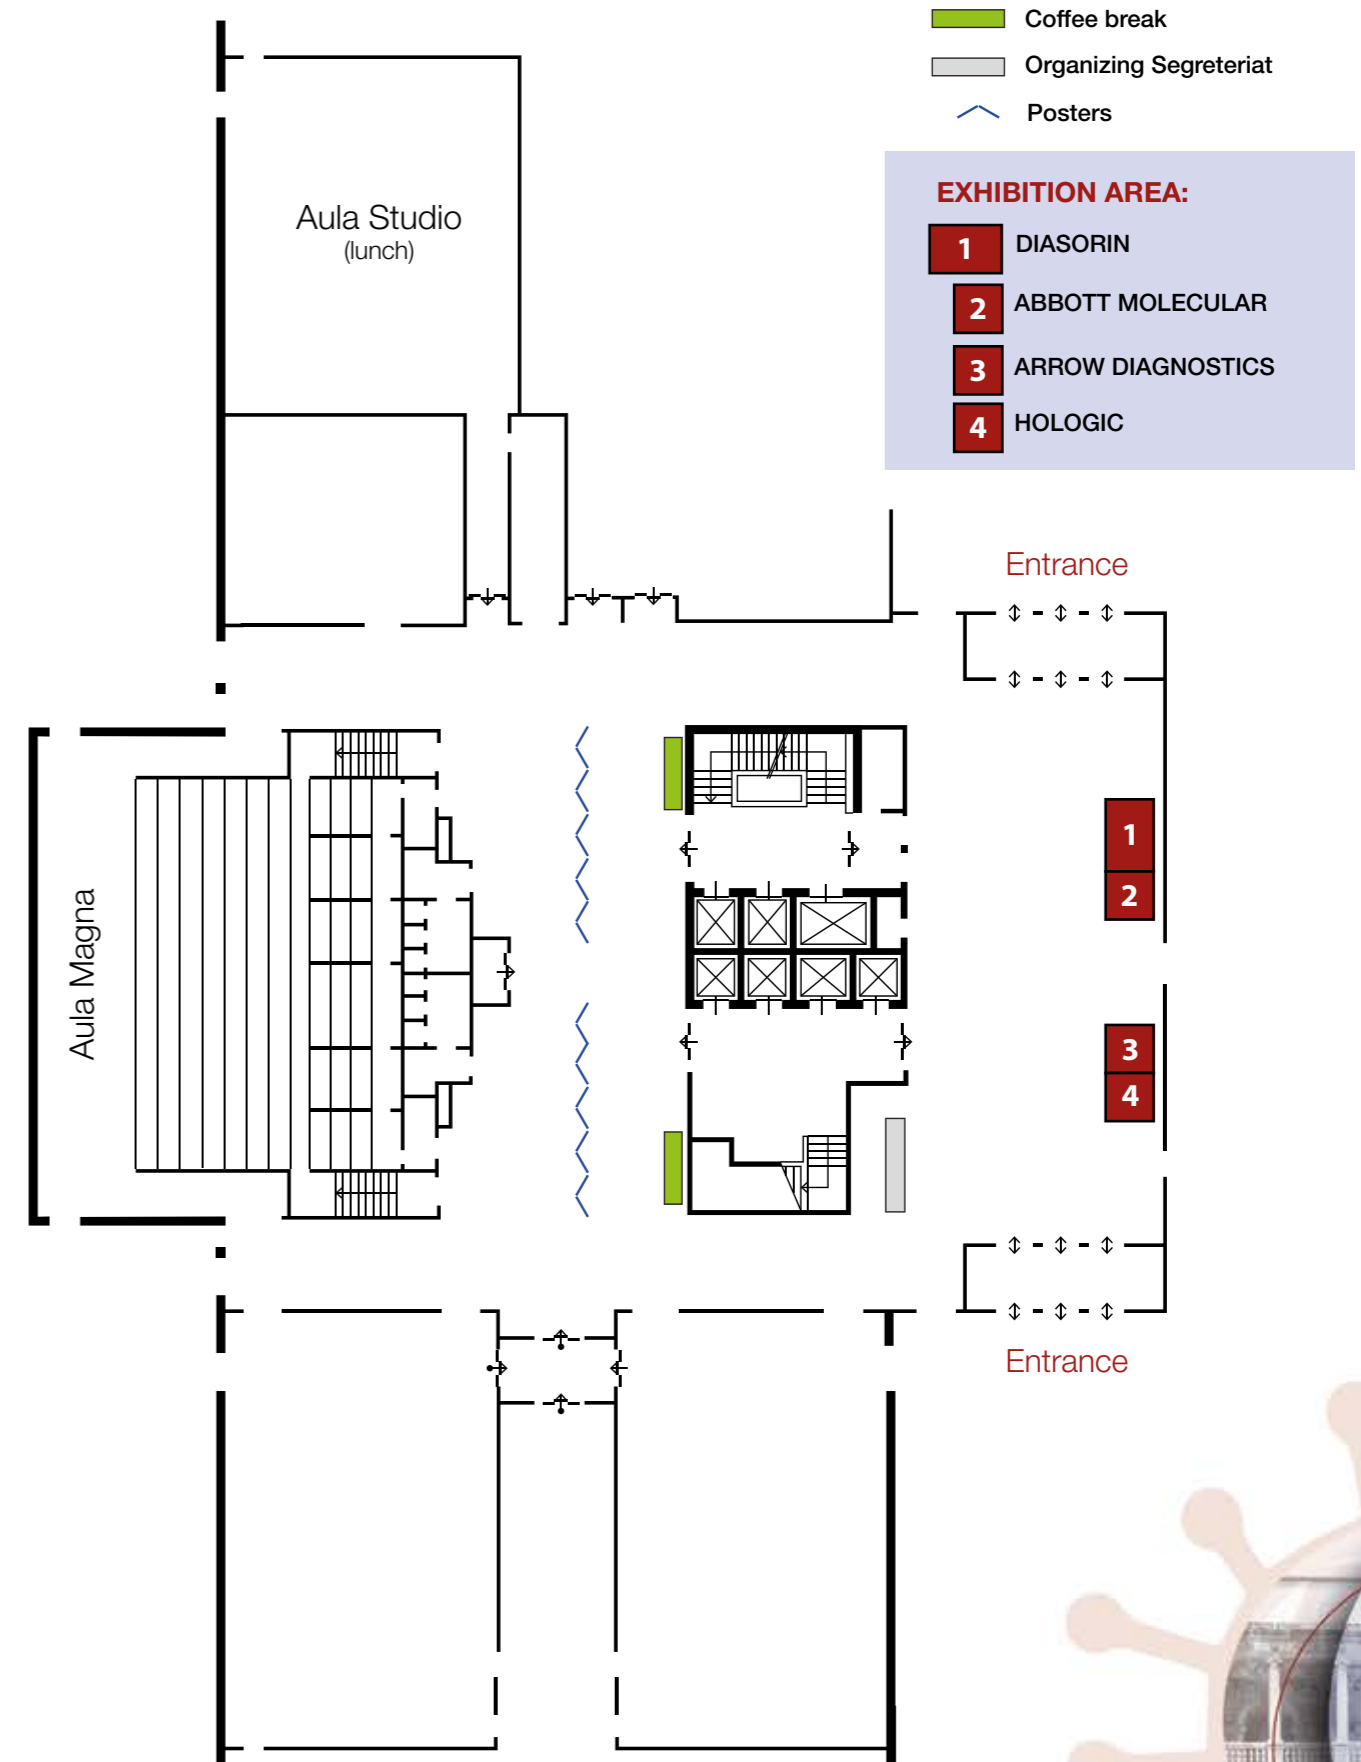 Coffee break
Organizing Segreteriat
Posters
EXHIBITION AREA:
1 DIASORIN
2 ABBOTT MOLECULAR
3 ARROW DIAGNOSTICS
4 HOLOGIC
Aula Studio
(lunch)
Entrance
Aula Magna
1
2
3
4
Entrance